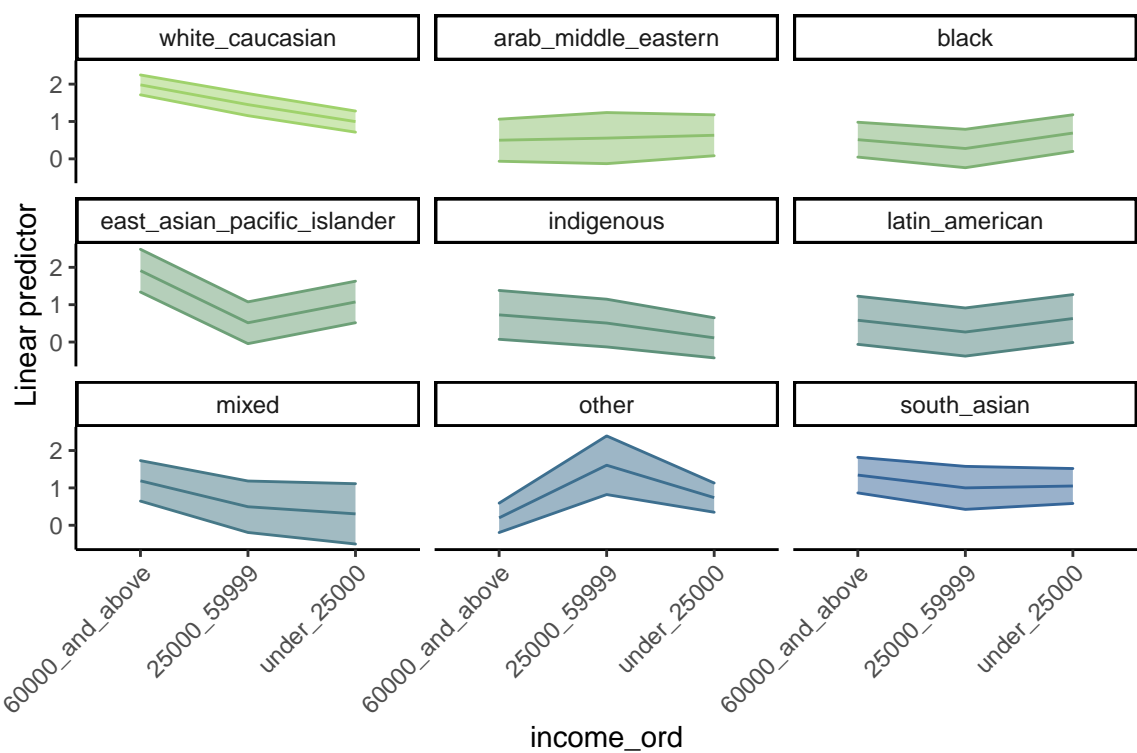 white_caucasian
arab_middle_eastern
black
2
1
0
east_asian_pacific_islander
indigenous
latin_american
2
1
0
Linear predictor
mixed
other
south_asian
2
1
0
60000_and_above
25000_59999
under_25000
60000_and_above
25000_59999
under_25000
60000_and_above
25000_59999
under_25000
income_ord